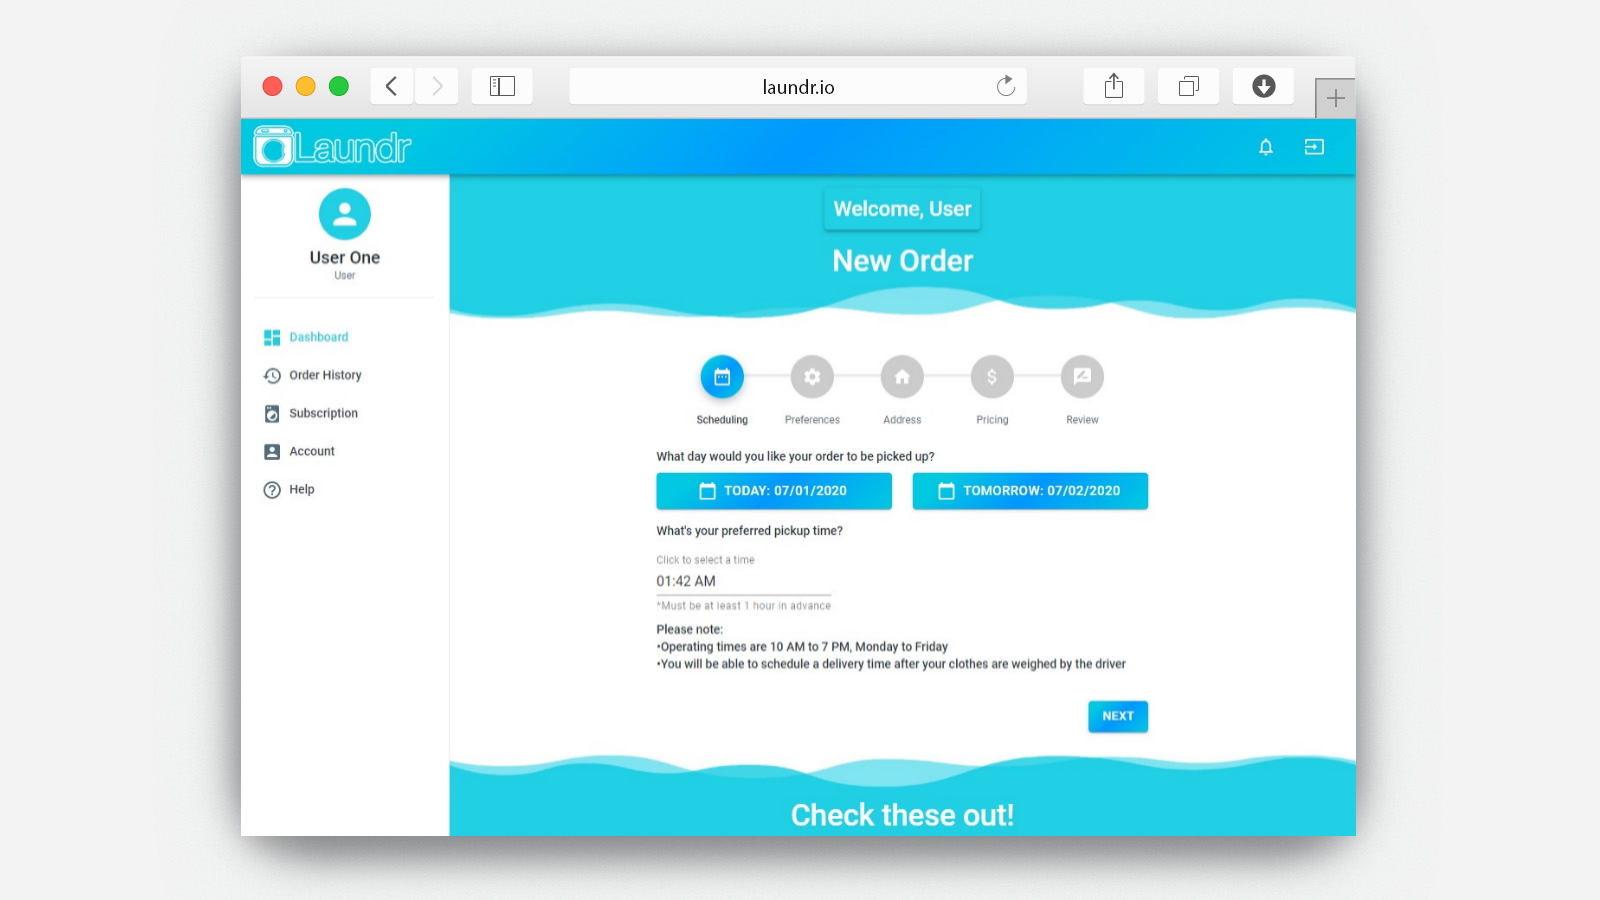 laundr.io
Laundr
Welcome, User
New Order
User One
User
Dashboard
Order History
Subscription
Account
Help
Scheduling
Preferences
Address
Pricing
Review
What day would you like your order to be picked up?
TODAY: 07/01/2020
TOMORROW: 07/02/2020
What's your preferred pickup time?
Click to select a time
01:42 AM
*Must be at least 1 hour in advance
Please note:
•Operating times are 10 AM to 7 PM, Monday to Friday
•You will be able to schedule a delivery time after your clothes are weighed by the driver
NEXT
Check these out!